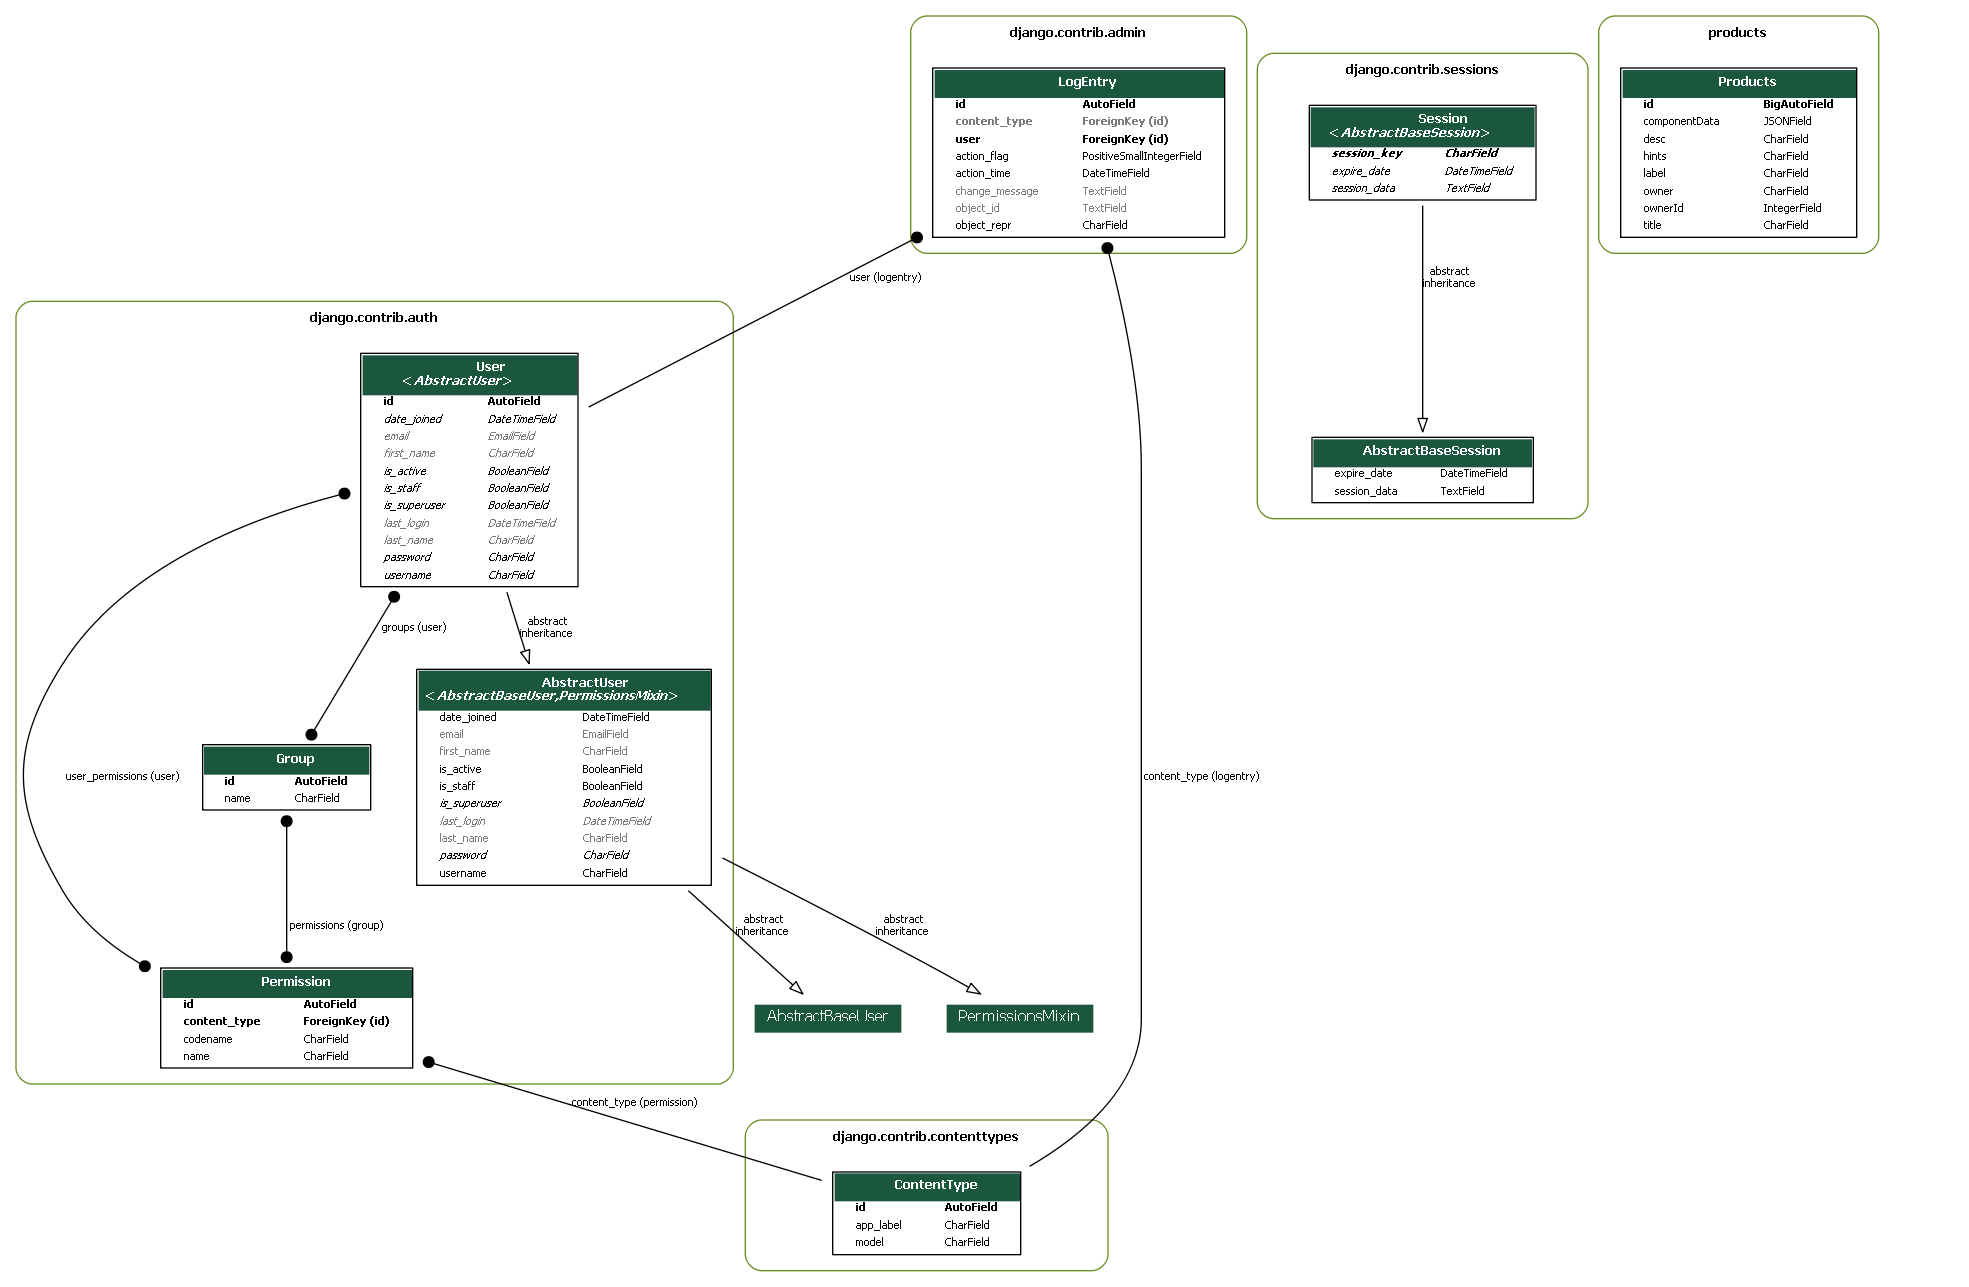 django.contrib.admin
LogEntry
id AutoField
content_type ForeignKey (id)
user ForeignKey (id)
action_flag PositiveSmallIntegerField
action_time DateTimeField
change_message TextField
object_id TextField
object_repr CharField
django.contrib.sessions
Session
<AbstractBaseSession>
session_key CharField
expire_date DateTimeField
session_data TextField
abstract
inheritance
AbstractBaseSession
expire_date DateTimeField
session_data TextField
products
Products
id BigAutoField
componentData JSONField
desc CharField
hints CharField
label CharField
owner CharField
ownerId IntegerField
title CharField
user (logentry)
django.contrib.auth
User
<AbstractUser>
id AutoField
date_joined DateTimeField
email EmailField
first_name CharField
is_active BooleanField
is_staff BooleanField
is_superuser BooleanField
last_login DateTimeField
last_name CharField
password CharField
username CharField
groups (user)
abstract
inheritance
AbstractUser
<AbstractBaseUser,PermissionsMixin>
date_joined DateTimeField
email EmailField
first_name CharField
is_active BooleanField
is_staff BooleanField
is_superuser BooleanField
last_login DateTimeField
last_name CharField
password CharField
username CharField
Group
id AutoField
name CharField
user_permissions (user)
content_type (logentry)
permissions (group)
abstract
inheritance
abstract
inheritance
Permission
id AutoField
content_type ForeignKey (id)
codename CharField
name CharField
AbstractBaseUser
PermissionsMixin
content_type (permission)
django.contrib.contenttypes
ContentType
id AutoField
app_label CharField
model CharField